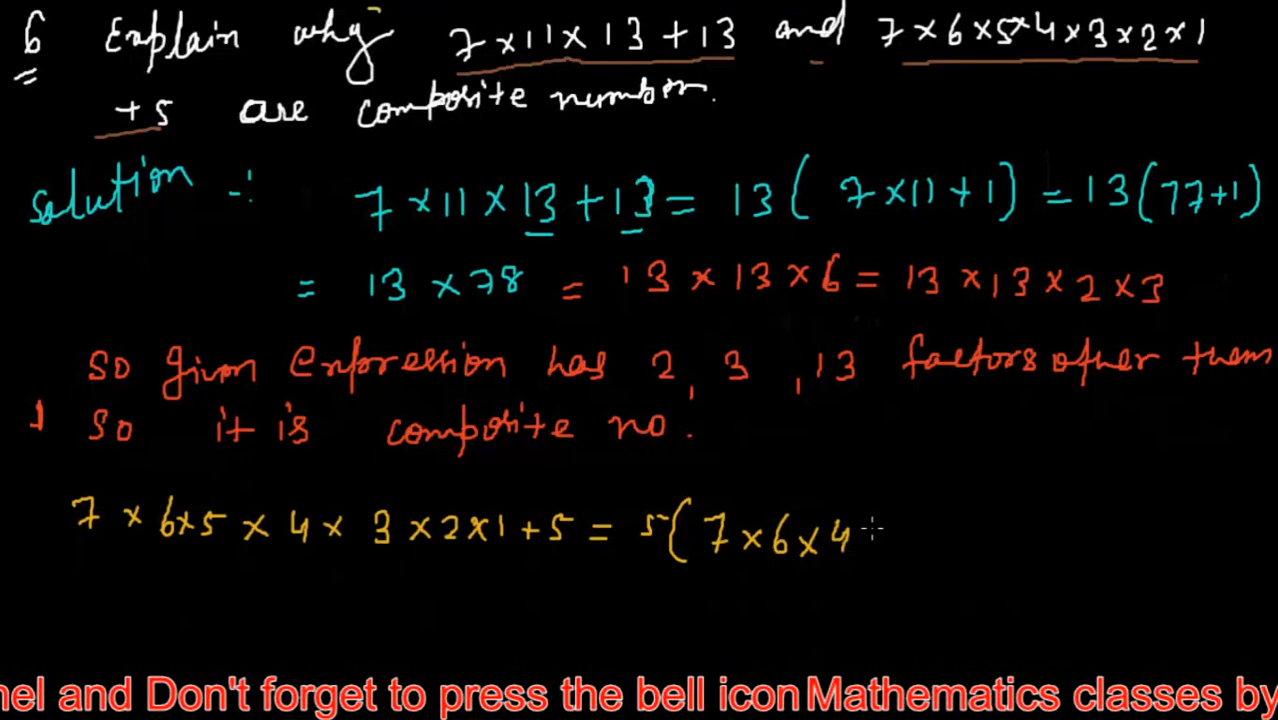 6 Explain why 7×11×13+13 and 7×6×5×4×3×2×1
+5 are composite number.
Solution -: 7×11×13+13 = 13(7×11+1) = 13(77+1)
= 13×78 = 13×13×6 = 13×13×2×3
so given expression has 2, 3, 13 factors other them 1
so it is composite no.
7×6×5×4×3×2×1+5 = 5(7×6×4
nel and Don't forget to press the bell icon Mathematics classes by